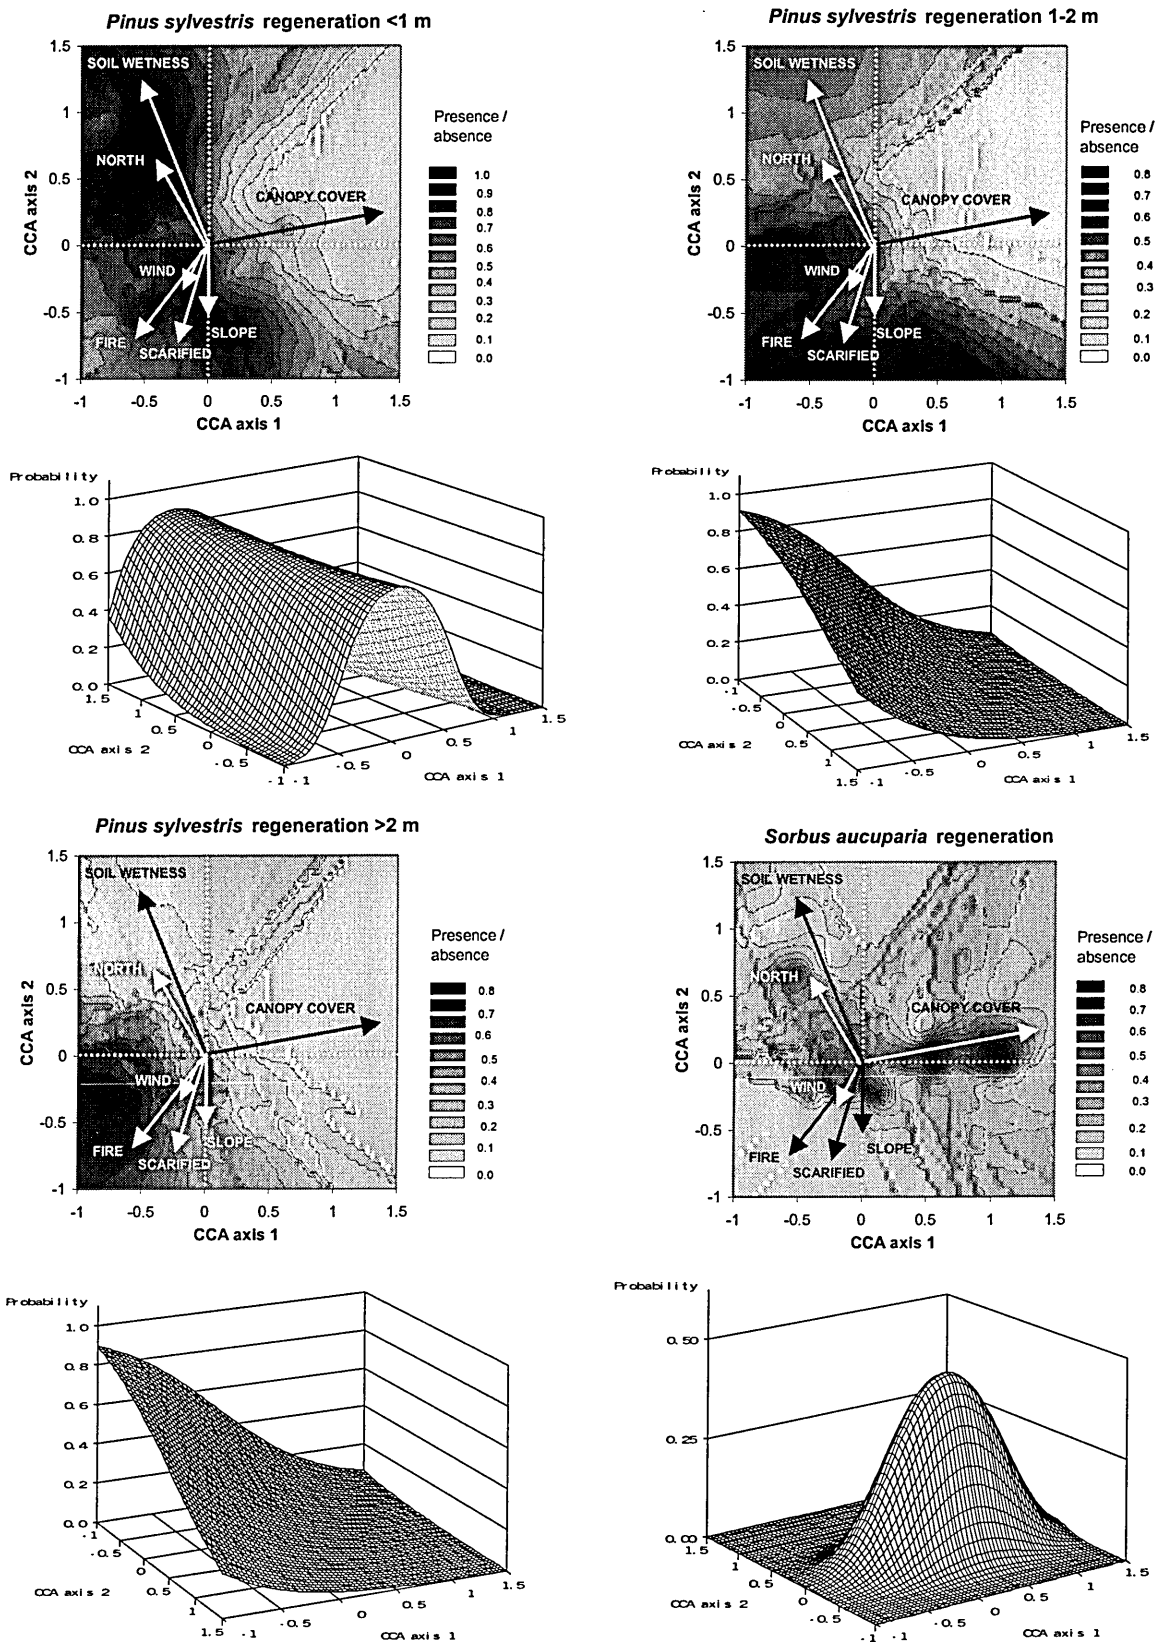 Pinus sylvestris regeneration <1 m
1.5
1
0.5
0
-0.5
-1
CCA axis 2
SOIL WETNESS
NORTH
CANOPY COVER
WIND
FIRE
SCARIFIED
SLOPE
-1 -0.5 0 0.5 1 1.5
CCA axis 1
Presence /
absence
1.0
0.9
0.8
0.7
0.6
0.5
0.4
0.3
0.2
0.1
0.0
Pinus sylvestris regeneration 1-2 m
1.5
1
0.5
0
-0.5
-1
CCA axis 2
SOIL WETNESS
NORTH
CANOPY COVER
WIND
FIRE
SCARIFIED
SLOPE
-1 -0.5 0 0.5 1 1.5
CCA axis 1
Presence /
absence
0.8
0.7
0.6
0.5
0.4
0.3
0.2
0.1
0.0
Probability
1.0
0.8
0.6
0.4
0.2
0.0
1.5
1
0.5
0
-0.5
-1
CCA axis 2
-1
-0.5
0
0.5
1
1.5
CCA axis 1
Probability
1.0
0.8
0.6
0.4
0.2
0.0
-1
-0.5
0
0.5
1
1.5
CCA axis 2
-1
-0.5
0
0.5
1
1.5
CCA axis 1
Pinus sylvestris regeneration >2 m
1.5
1
0.5
0
-0.5
-1
CCA axis 2
SOIL WETNESS
NORTH
CANOPY COVER
WIND
FIRE
SCARIFIED
SLOPE
-1 -0.5 0 0.5 1 1.5
CCA axis 1
Presence /
absence
0.8
0.7
0.6
0.5
0.4
0.3
0.2
0.1
0.0
Sorbus aucuparia regeneration
1.5
1
0.5
0
-0.5
-1
CCA axis 2
SOIL WETNESS
NORTH
CANOPY COVER
WIND
FIRE
SCARIFIED
SLOPE
-1 -0.5 0 0.5 1 1.5
CCA axis 1
Presence /
absence
0.8
0.7
0.6
0.5
0.4
0.3
0.2
0.1
0.0
Probability
1.0
0.8
0.6
0.4
0.2
0.0
-1
-0.5
0
0.5
1
1.5
CCA axis 2
-1
-0.5
0
0.5
1
1.5
CCA axis 1
Probability
0.50
0.25
0.00
1.5
1
0.5
0
-0.5
-1
CCA axis 2
-1
-0.5
0
0.5
1
1.5
CCA axis 1